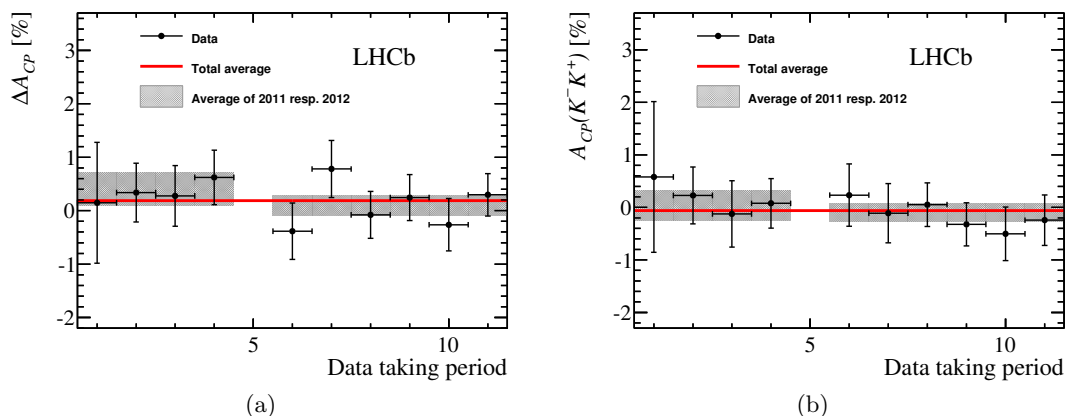 ΔA_CP [%]
3
2
1
0
-1
-2
Data
Total average
Average of 2011 resp. 2012
LHCb
5
10
Data taking period
(a)
A_CP(K⁻K⁺) [%]
3
2
1
0
-1
-2
Data
Total average
Average of 2011 resp. 2012
LHCb
5
10
Data taking period
(b)